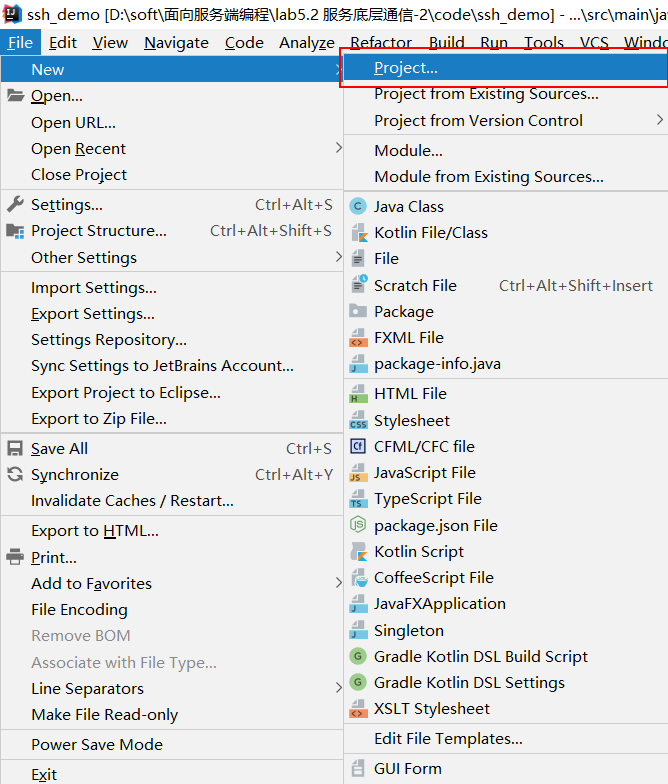 ssh_demo [D:\soft\面向服务端编程\lab5.2 服务底层通信-2\code\ssh_demo] - ...\src\main\ja
File Edit View Navigate Code Analyze Refactor Build Run Tools VCS Windo
New
Open...
Open URL...
Open Recent
Close Project
Settings... Ctrl+Alt+S
Project Structure... Ctrl+Alt+Shift+S
Other Settings
Import Settings...
Export Settings...
Settings Repository...
Sync Settings to JetBrains Account...
Export Project to Eclipse...
Export to Zip File...
Save All Ctrl+S
Synchronize Ctrl+Alt+Y
Invalidate Caches / Restart...
Export to HTML...
Print...
Add to Favorites
File Encoding
Remove BOM
Associate with File Type...
Line Separators
Make File Read-only
Power Save Mode
Exit
Project...
Project from Existing Sources...
Project from Version Control
Module...
Module from Existing Sources...
Java Class
Kotlin File/Class
File
Scratch File Ctrl+Alt+Shift+Insert
Package
FXML File
package-info.java
HTML File
Stylesheet
CFML/CFC file
JavaScript File
TypeScript File
package.json File
Kotlin Script
CoffeeScript File
JavaFXApplication
Singleton
Gradle Kotlin DSL Build Script
Gradle Kotlin DSL Settings
XSLT Stylesheet
Edit File Templates...
GUI Form